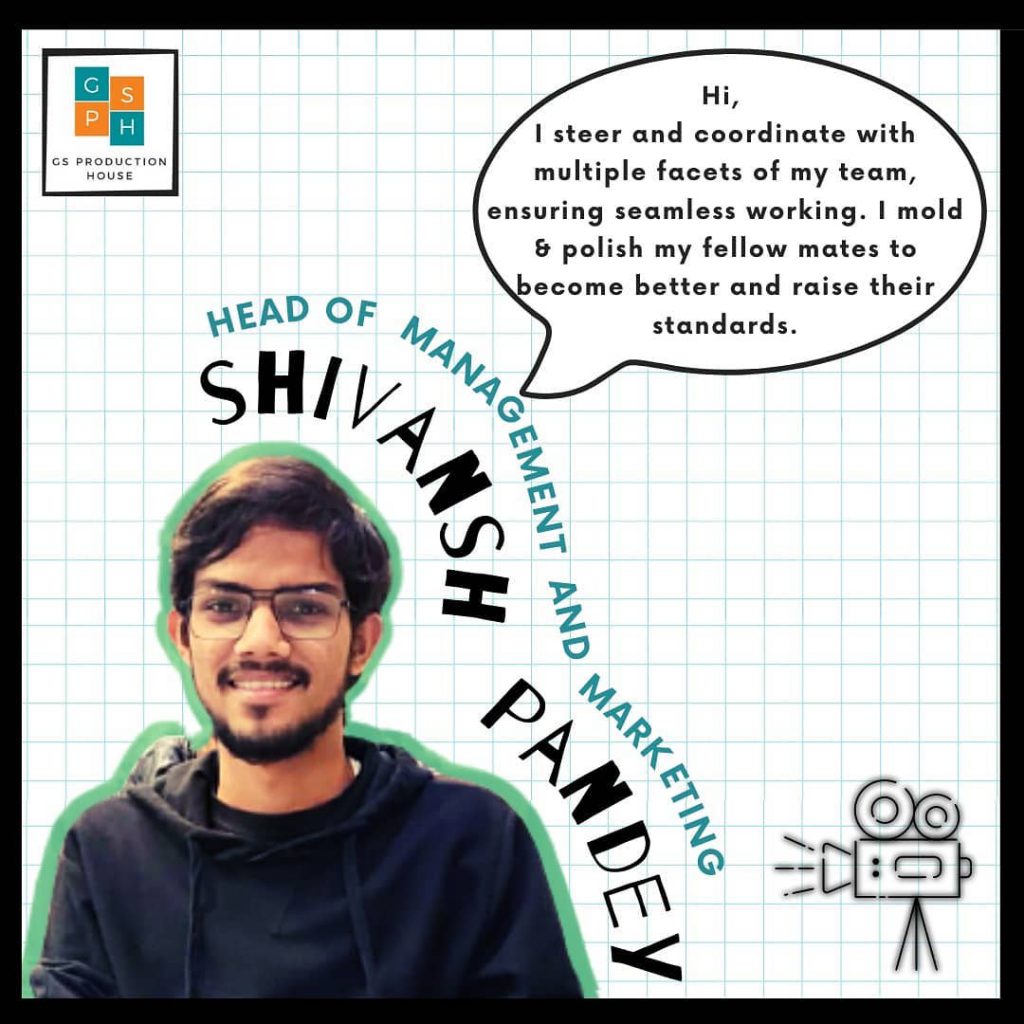 G S
P H
GS PRODUCTION
HOUSE
Hi,
I steer and coordinate with
multiple facets of my team,
ensuring seamless working. I mold
& polish my fellow mates to
become better and raise their
standards.
HEAD OF MANAGEMENT AND MARKETING
SHIVANSH PANDEY